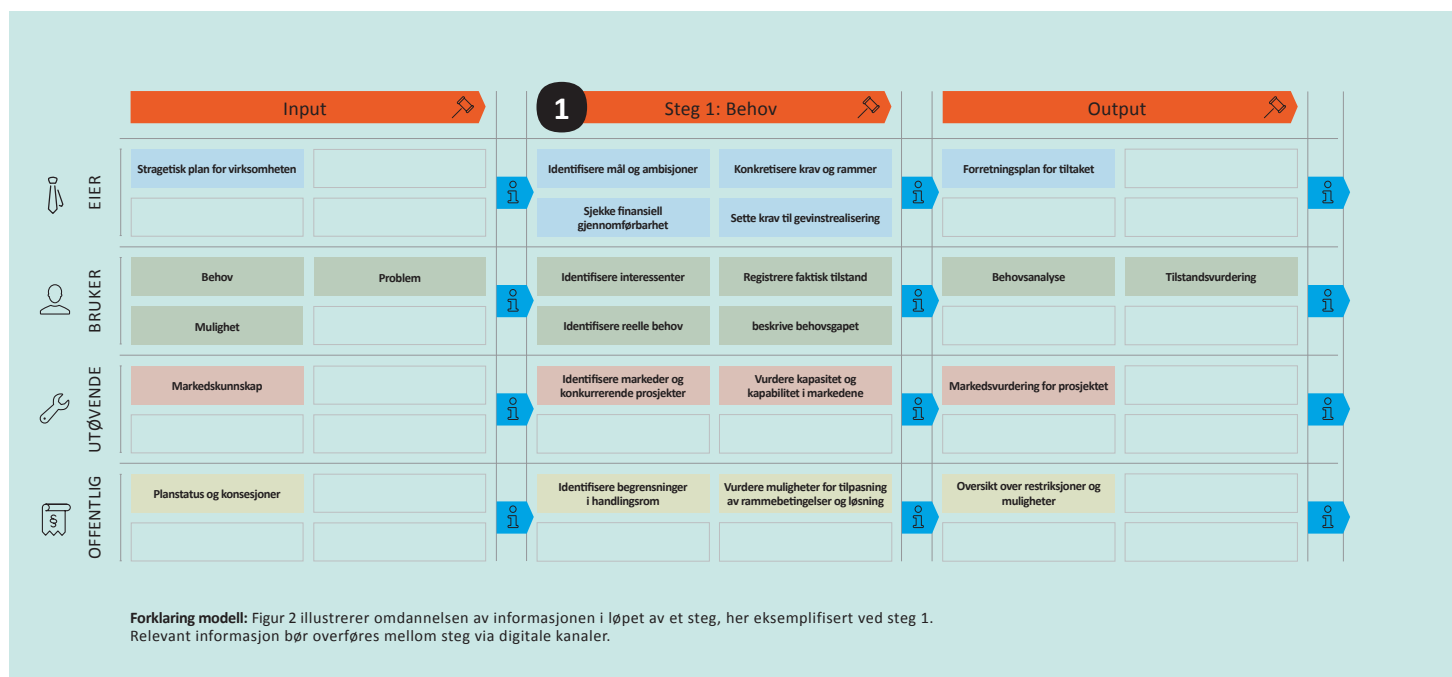 Input
1
Steg 1: Behov
Output
EIER
Stragetisk plan for virksomheten
Identifisere mål og ambisjoner
Konkretisere krav og rammer
Forretningsplan for tiltaket
Sjekke finansiell
gjennomførbarhet
Sette krav til gevinstrealisering
BRUKER
Behov
Problem
Identifisere interessenter
Registrere faktisk tilstand
Behovsanalyse
Tilstandsvurdering
Mulighet
Identifisere reelle behov
beskrive behovsgapet
UTØVENDE
Markedskunnskap
Identifisere markeder og
konkurrerende prosjekter
Vurdere kapasitet og
kapabilitet i markedene
Markedsvurdering for prosjektet
OFFENTLIG
§
Planstatus og konsesjoner
Identifisere begrensninger
i handlingsrom
Vurdere muligheter for tilpasning
av rammebetingelser og løsning
Oversikt over restriksjoner og
muligheter
Forklaring modell: Figur 2 illustrerer omdannelsen av informasjonen i løpet av et steg, her eksemplifisert ved steg 1.
Relevant informasjon bør overføres mellom steg via digitale kanaler.